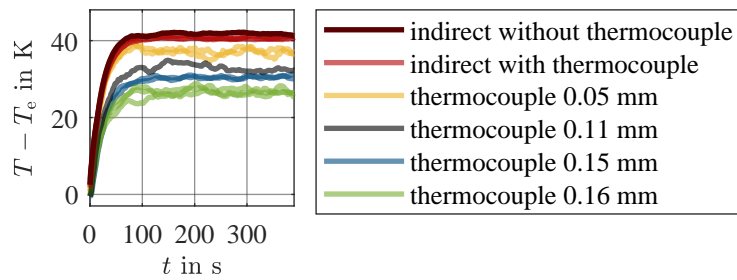 40
20
0
T − Te in K
0
100
200
300
t in s
indirect without thermocouple
indirect with thermocouple
thermocouple 0.05 mm
thermocouple 0.11 mm
thermocouple 0.15 mm
thermocouple 0.16 mm